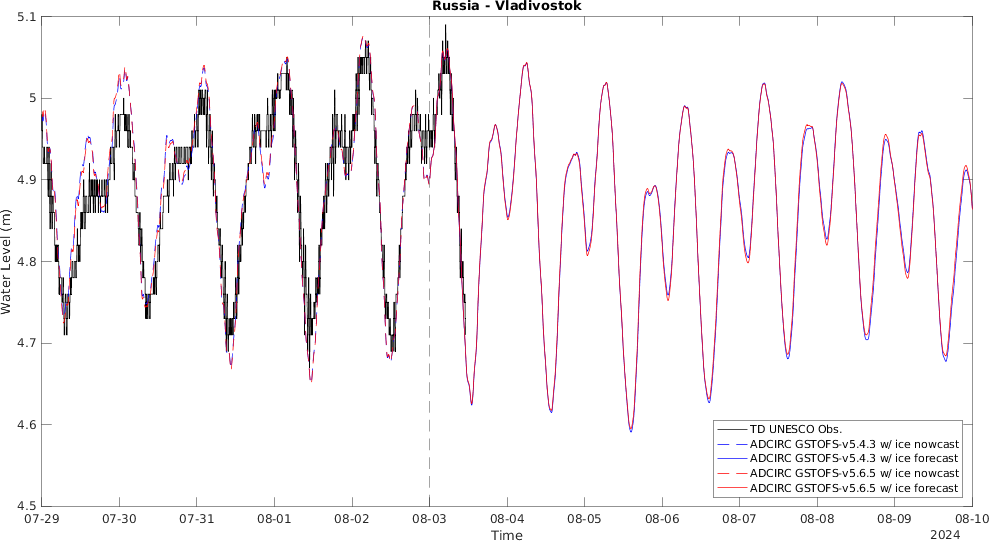 Russia - Vladivostok
5.1
5
4.9
4.8
4.7
4.6
4.5
Water Level (m)
07-29 07-30 07-31 08-01 08-02 08-03 08-04 08-05 08-06 08-07 08-08 08-09 08-10
Time
2024
TD UNESCO Obs.
ADCIRC GSTOFS-v5.4.3 w/ ice nowcast
ADCIRC GSTOFS-v5.4.3 w/ ice forecast
ADCIRC GSTOFS-v5.6.5 w/ ice nowcast
ADCIRC GSTOFS-v5.6.5 w/ ice forecast